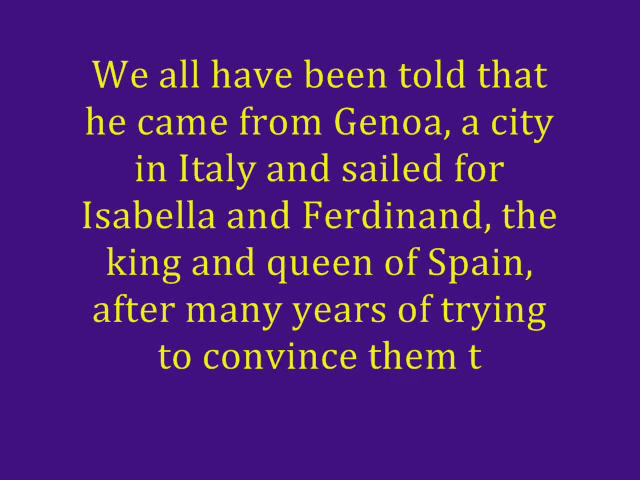 We all have been told that
he came from Genoa, a city
in Italy and sailed for
Isabella and Ferdinand, the
king and queen of Spain,
after many years of trying
to convince them t